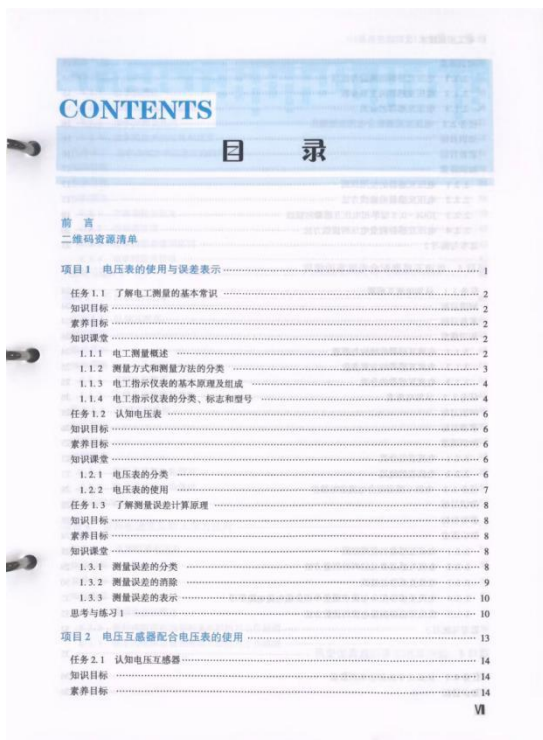 CONTENTS
目 录
前 言
二维码资源清单
项目1 电压表的使用与误差表示 1
任务1.1 了解电工测量的基本常识 2
知识目标 2
素养目标 2
知识课堂 2
1.1.1 电工测量概述 2
1.1.2 测量方式和测量方法的分类 3
1.1.3 电工指示仪表的基本原理及组成 4
1.1.4 电工指示仪表的分类、标志和型号 4
任务1.2 认知电压表 6
知识目标 6
素养目标 6
知识课堂 6
1.2.1 电压表的分类 6
1.2.2 电压表的使用 7
任务1.3 了解测量误差计算原理 8
知识目标 8
素养目标 8
知识课堂 8
1.3.1 测量误差的分类 8
1.3.2 测量误差的消除 9
1.3.3 测量误差的表示 10
思考与练习1 10
项目2 电压互感器配合电压表的使用 13
任务2.1 认知电压互感器 14
知识目标 14
素养目标 14
Ⅶ